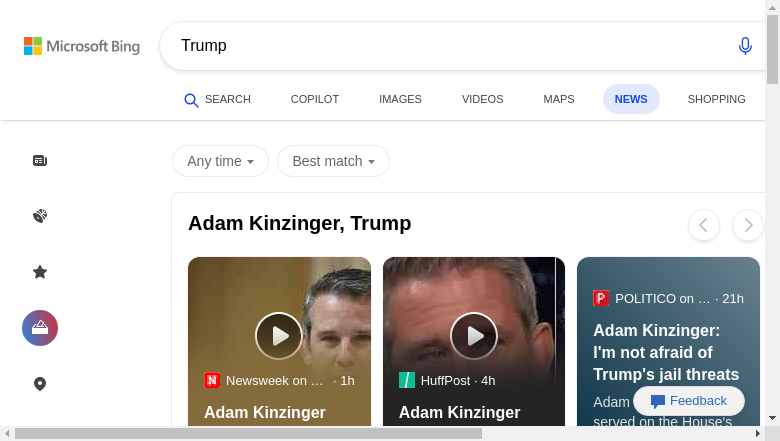 Microsoft Bing
Trump
SEARCH
COPILOT
IMAGES
VIDEOS
MAPS
NEWS
SHOPPING
Any time
Best match
Adam Kinzinger, Trump
Newsweek on … · 1h
Adam Kinzinger
HuffPost · 4h
Adam Kinzinger
POLITICO on … · 21h
Adam Kinzinger:
I'm not afraid of
Trump's jail threats
Adam
served on the House's
Feedback